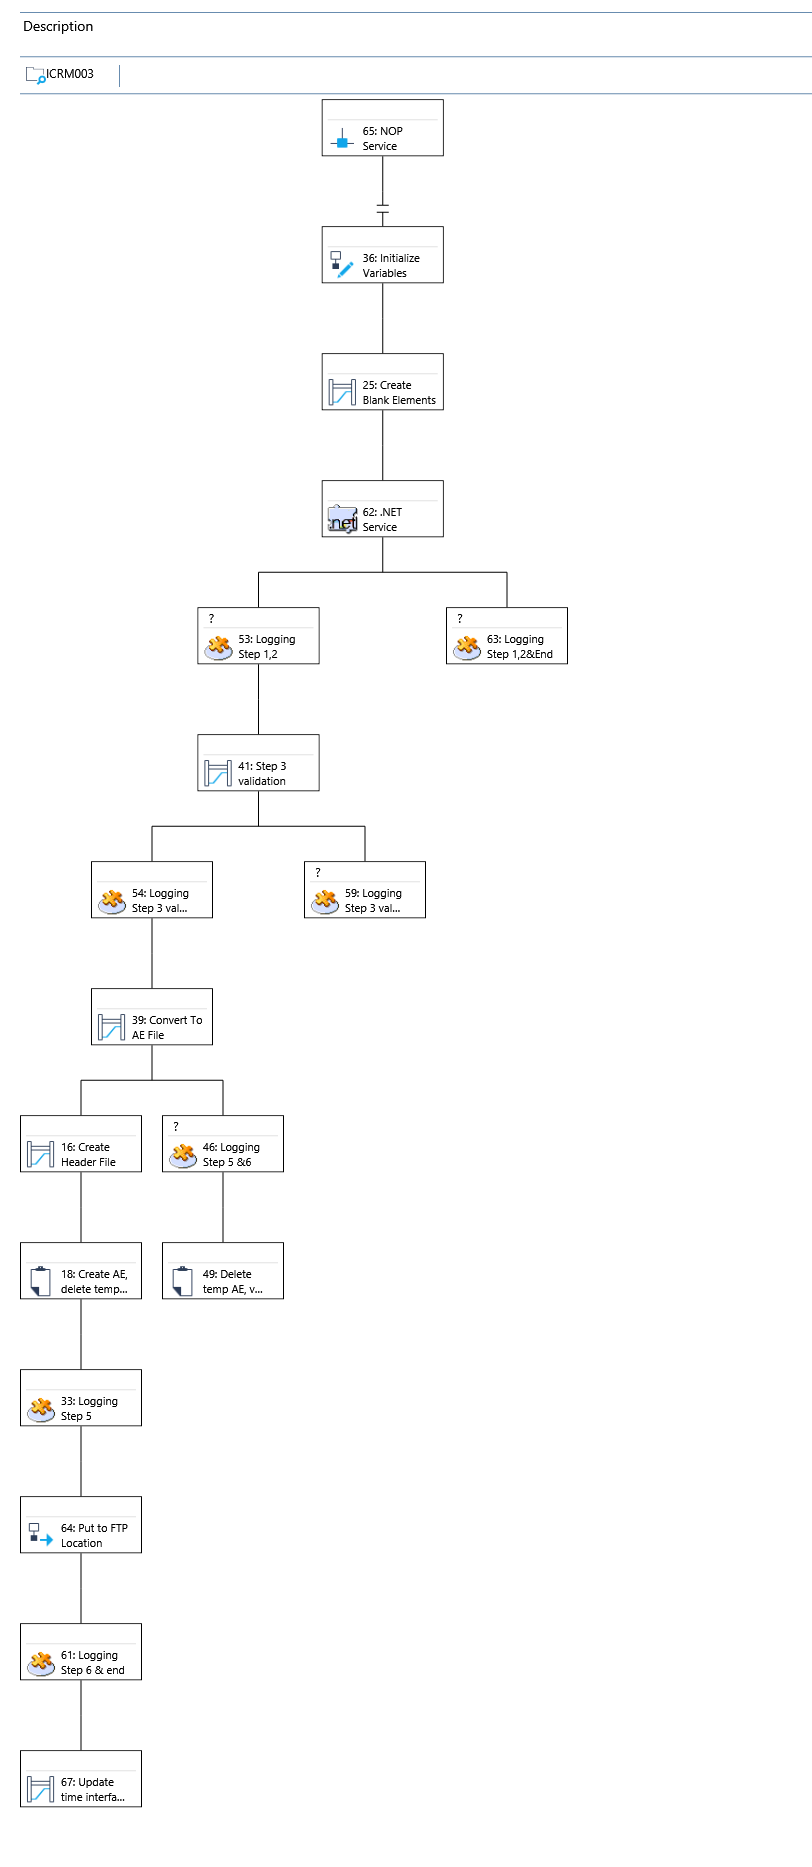 Description
ICRM003
65: NOP
Service
36: Initialize
Variables
25: Create
Blank Elements
.net
62: .NET
Service
?
53: Logging
Step 1,2
?
63: Logging
Step 1,2&End
41: Step 3
validation
54: Logging
Step 3 val...
?
59: Logging
Step 3 val...
39: Convert To
AE File
16: Create
Header File
?
46: Logging
Step 5 &6
18: Create AE,
delete temp...
49: Delete
temp AE, v...
33: Logging
Step 5
64: Put to FTP
Location
61: Logging
Step 6 & end
67: Update
time interfa...